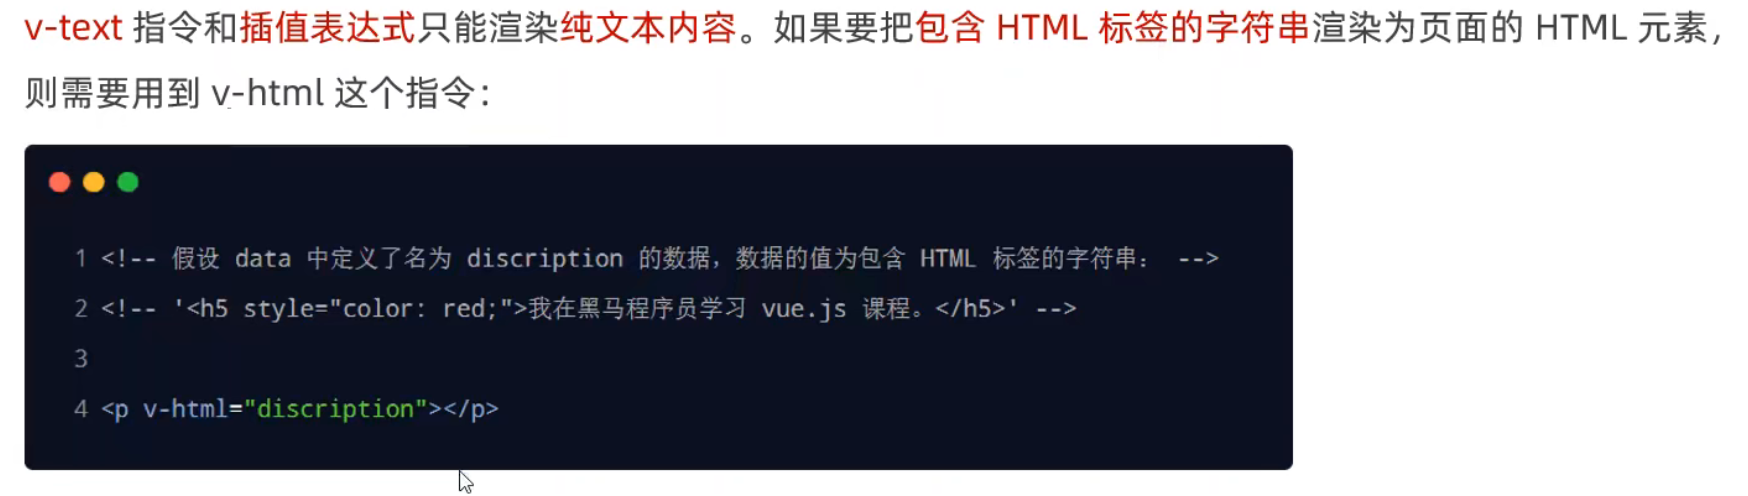 v-text 指令和插值表达式只能渲染纯文本内容。如果要把包含 HTML 标签的字符串渲染为页面的 HTML 元素，
则需要用到 v-html 这个指令：
1 <!-- 假设 data 中定义了名为 discription 的数据，数据的值为包含 HTML 标签的字符串： -->
2 <!-- '<h5 style="color: red;">我在黑马程序员学习 vue.js 课程。</h5>' -->
3
4 <p v-html="discription"></p>